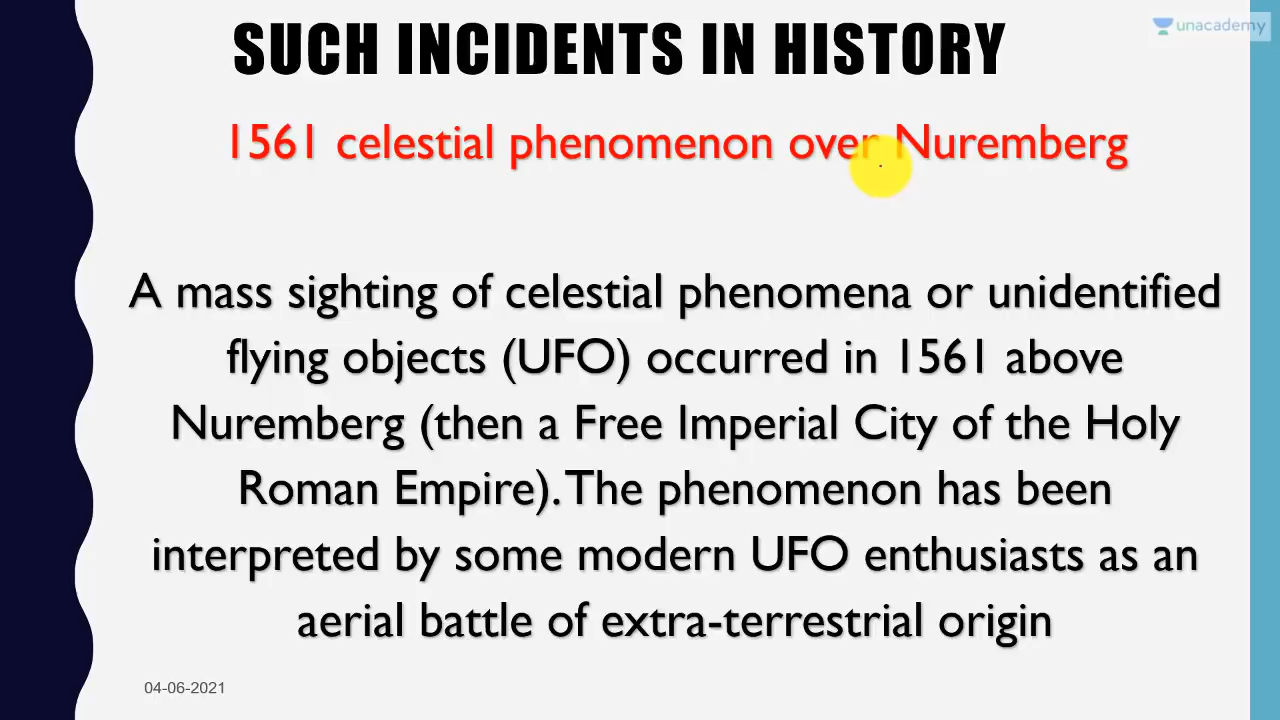 unacademy
SUCH INCIDENTS IN HISTORY
1561 celestial phenomenon over Nuremberg
A mass sighting of celestial phenomena or unidentified
flying objects (UFO) occurred in 1561 above
Nuremberg (then a Free Imperial City of the Holy
Roman Empire). The phenomenon has been
interpreted by some modern UFO enthusiasts as an
aerial battle of extra-terrestrial origin
04-06-2021